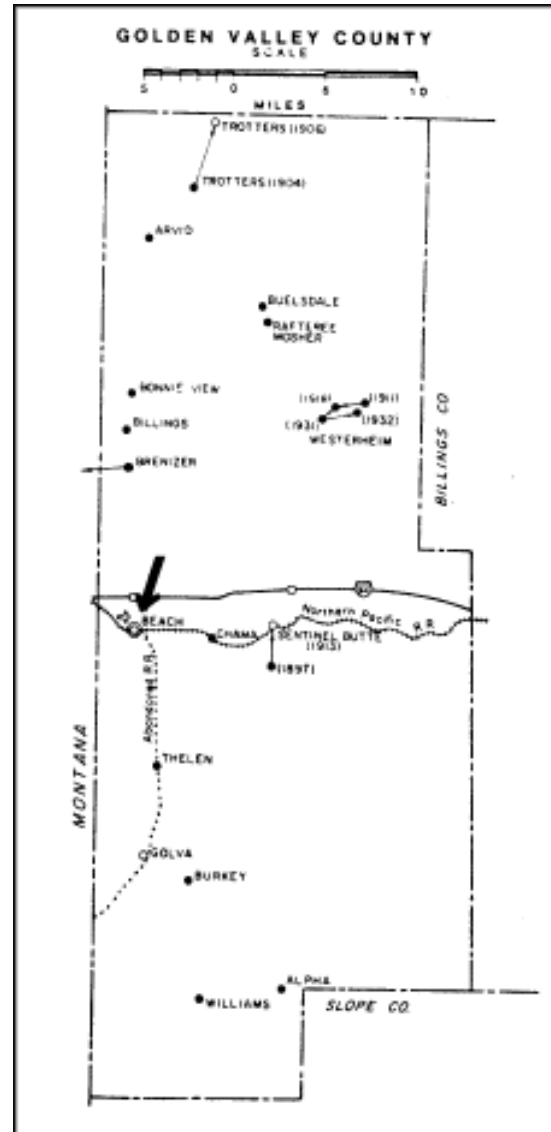 GOLDEN VALLEY COUNTY
SCALE
5 0 5 10
MILES
TROTTERS (1906)
TROTTERS (1904)
ARVID
BUELSDALE
RAFTEREE
MOSHER
BONNIE VIEW
(1911)
(1931)
(1932)
WESTERHEIM
BILLINGS
BRENIZER
BILLINGS CO
BEACH
CHAMA
Northern Pacific R.R.
SENTINEL BUTTE
(1915)
(1897)
Abandoned R.R.
THELEN
MONTANA
GOLVA
BURKEY
ALPHA
WILLIAMS
SLOPE CO.